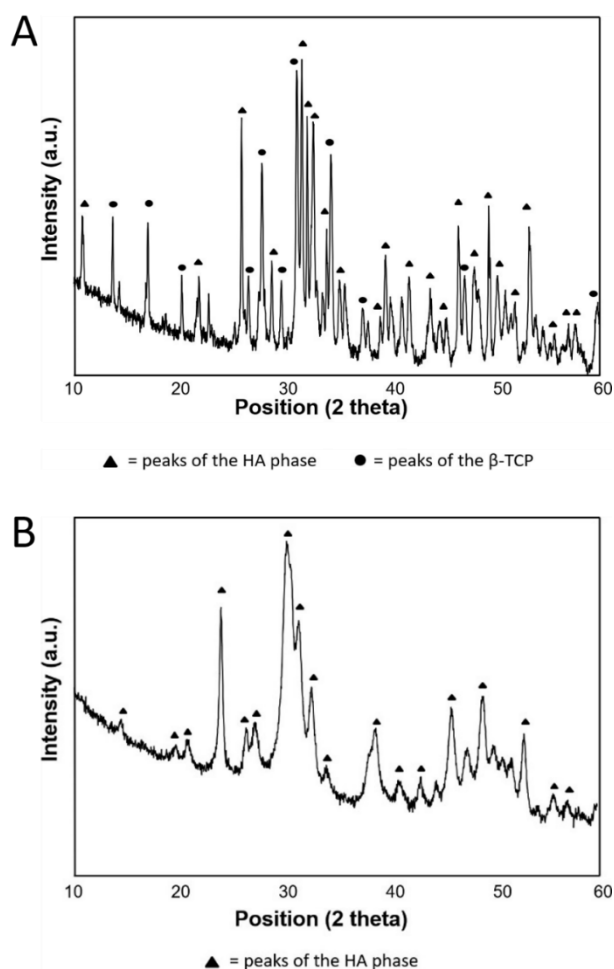 A
Intensity (a.u.)
10 20 30 40 50 60
Position (2 theta)
▲ = peaks of the HA phase ● = peaks of the β-TCP
B
Intensity (a.u.)
10 20 30 40 50 60
Position (2 theta)
▲ = peaks of the HA phase